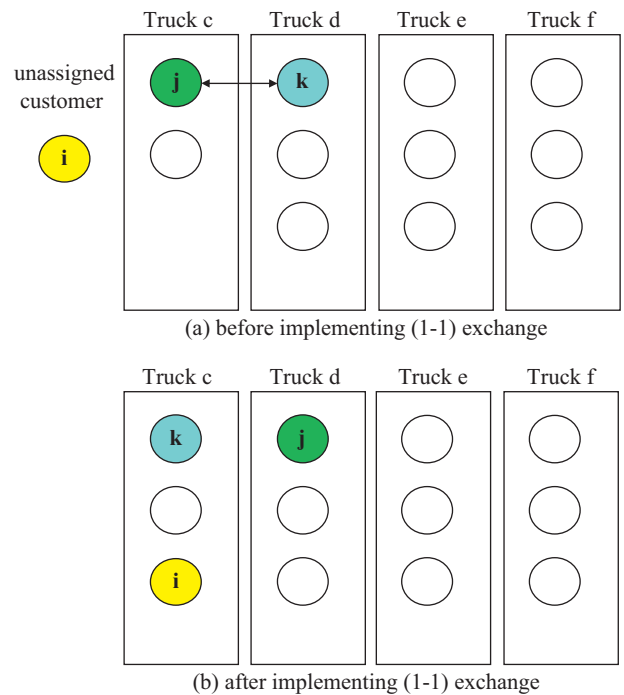 Truck c Truck d Truck e Truck f
unassigned
customer
j k
i
(a) before implementing (1-1) exchange
Truck c Truck d Truck e Truck f
k j
i
(b) after implementing (1-1) exchange